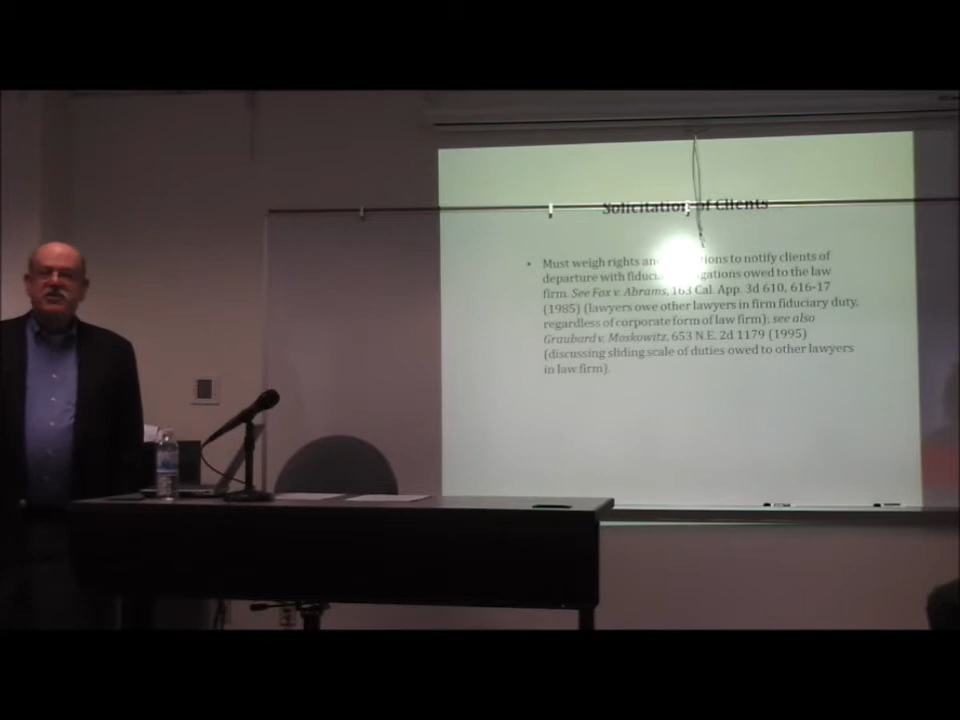 Solicitation of Clients
• Must weigh rights and to notify clients of
departure with owed to the law
firm. See Fox v. Abrams, 163 Cal. App. 3d 610, 616-17
(1985) (lawyers owe other lawyers in firm fiduciary duty,
regardless of corporate form of law firm); see also
Graubard v. Moskowitz, 653 N.E. 2d 1179 (1995)
(discussing sliding scale of duties owed to other lawyers
in law firm).